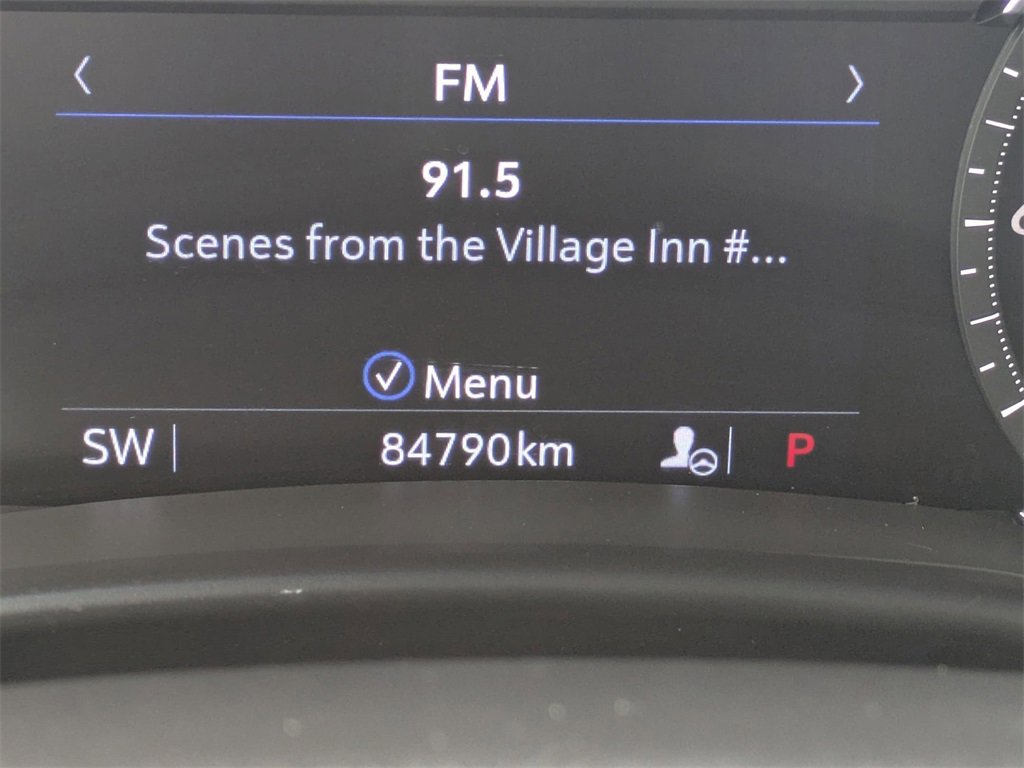 FM
91.5
Scenes from the Village Inn #...
Menu
SW 84790km P